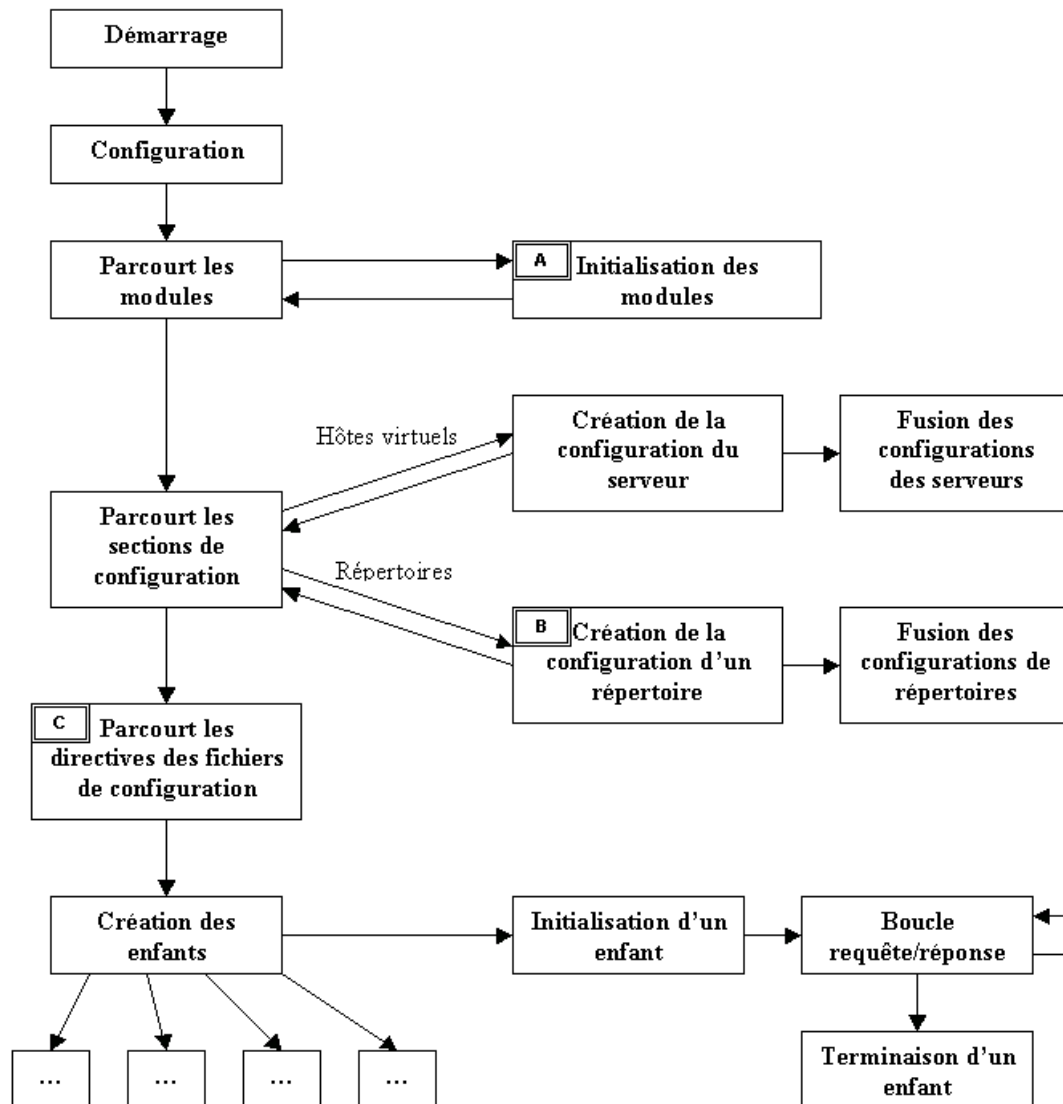 Démarrage
Configuration
Parcourt les
modules
A
Initialisation des
modules
Hôtes virtuels
Création de la
configuration du
serveur
Fusion des
configurations
des serveurs
Parcourt les
sections de
configuration
Répertoires
B
Création de la
configuration d'un
répertoire
Fusion des
configurations de
répertoires
C
Parcourt les
directives des fichiers
de configuration
Création des
enfants
Initialisation d'un
enfant
Boucle
requête/réponse
... ... ... ...
Terminaison d'un
enfant